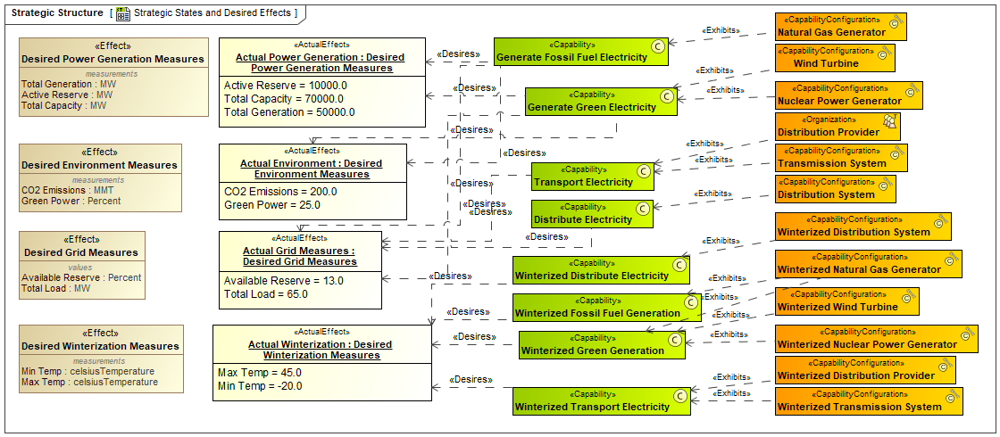 Strategic Structure [ ST Strategic States and Desired Effects ]
«Effect»
Desired Power Generation Measures
measurements
Total Generation : MW
Active Reserve : MW
Total Capacity : MW
«Effect»
Desired Environment Measures
measurements
CO2 Emissions : MMT
Green Power : Percent
«Effect»
Desired Grid Measures
values
Available Reserve : Percent
Total Load : MW
«Effect»
Desired Winterization Measures
measurements
Min Temp : celsiusTemperature
Max Temp : celsiusTemperature
«ActualEffect»
Actual Power Generation : Desired
Power Generation Measures
Active Reserve = 10000.0
Total Capacity = 70000.0
Total Generation = 50000.0
«ActualEffect»
Actual Environment : Desired
Environment Measures
CO2 Emissions = 200.0
Green Power = 25.0
«ActualEffect»
Actual Grid Measures :
Desired Grid Measures
Available Reserve = 13.0
Total Load = 65.0
«ActualEffect»
Actual Winterization : Desired
Winterization Measures
Max Temp = 45.0
Min Temp = -20.0
«Desires»
«Desires»
«Desires»
«Desires»
«Desires»
«Desires»
«Desires»
«Desires»
«Desires»
«Desires»
«Desires»
«Desires»
«Desires»
«Capability»
C
Generate Fossil Fuel Electricity
«Capability»
C
Generate Green Electricity
«Capability»
C
Transport Electricity
«Capability»
C
Distribute Electricity
«Capability»
C
Winterized Distribute Electricity
«Capability»
C
Winterized Fossil Fuel Generation
«Capability»
C
Winterized Green Generation
«Capability»
C
Winterized Transport Electricity
«Exhibits»
«Exhibits»
«Exhibits»
«Exhibits»
«Exhibits»
«Exhibits»
«Exhibits»
«Exhibits»
«Exhibits»
«Exhibits»
«Exhibits»
«Exhibits»
«CapabilityConfiguration»
Natural Gas Generator
«CapabilityConfiguration»
Wind Turbine
«CapabilityConfiguration»
Nuclear Power Generator
«Organization»
Distribution Provider
«CapabilityConfiguration»
Transmission System
«CapabilityConfiguration»
Distribution System
«CapabilityConfiguration»
Winterized Distribution System
«CapabilityConfiguration»
Winterized Natural Gas Generator
«CapabilityConfiguration»
Winterized Wind Turbine
«CapabilityConfiguration»
Winterized Nuclear Power Generator
«CapabilityConfiguration»
Winterized Distribution Provider
«CapabilityConfiguration»
Winterized Transmission System